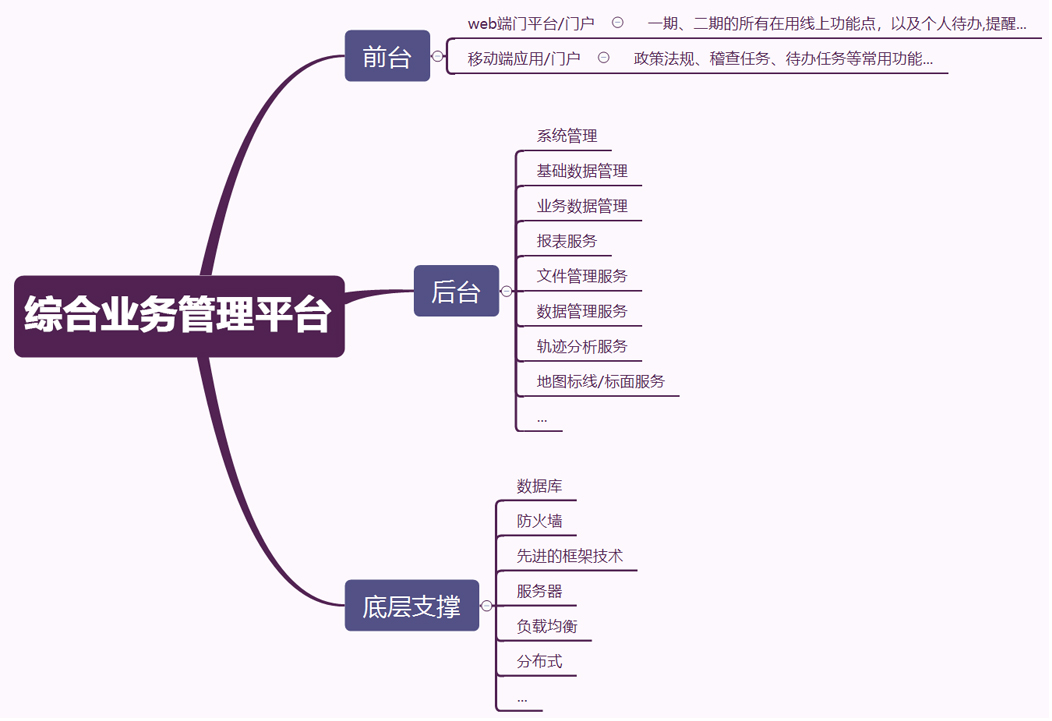 web端门平台/门户
一期、二期的所有在用线上功能点，以及个人待办,提醒...
前台
移动端应用/门户
政策法规、稽查任务、待办任务等常用功能...
系统管理
基础数据管理
业务数据管理
报表服务
文件管理服务
后台
数据管理服务
综合业务管理平台
轨迹分析服务
地图标线/标面服务
...
数据库
防火墙
先进的框架技术
服务器
底层支撑
负载均衡
分布式
...